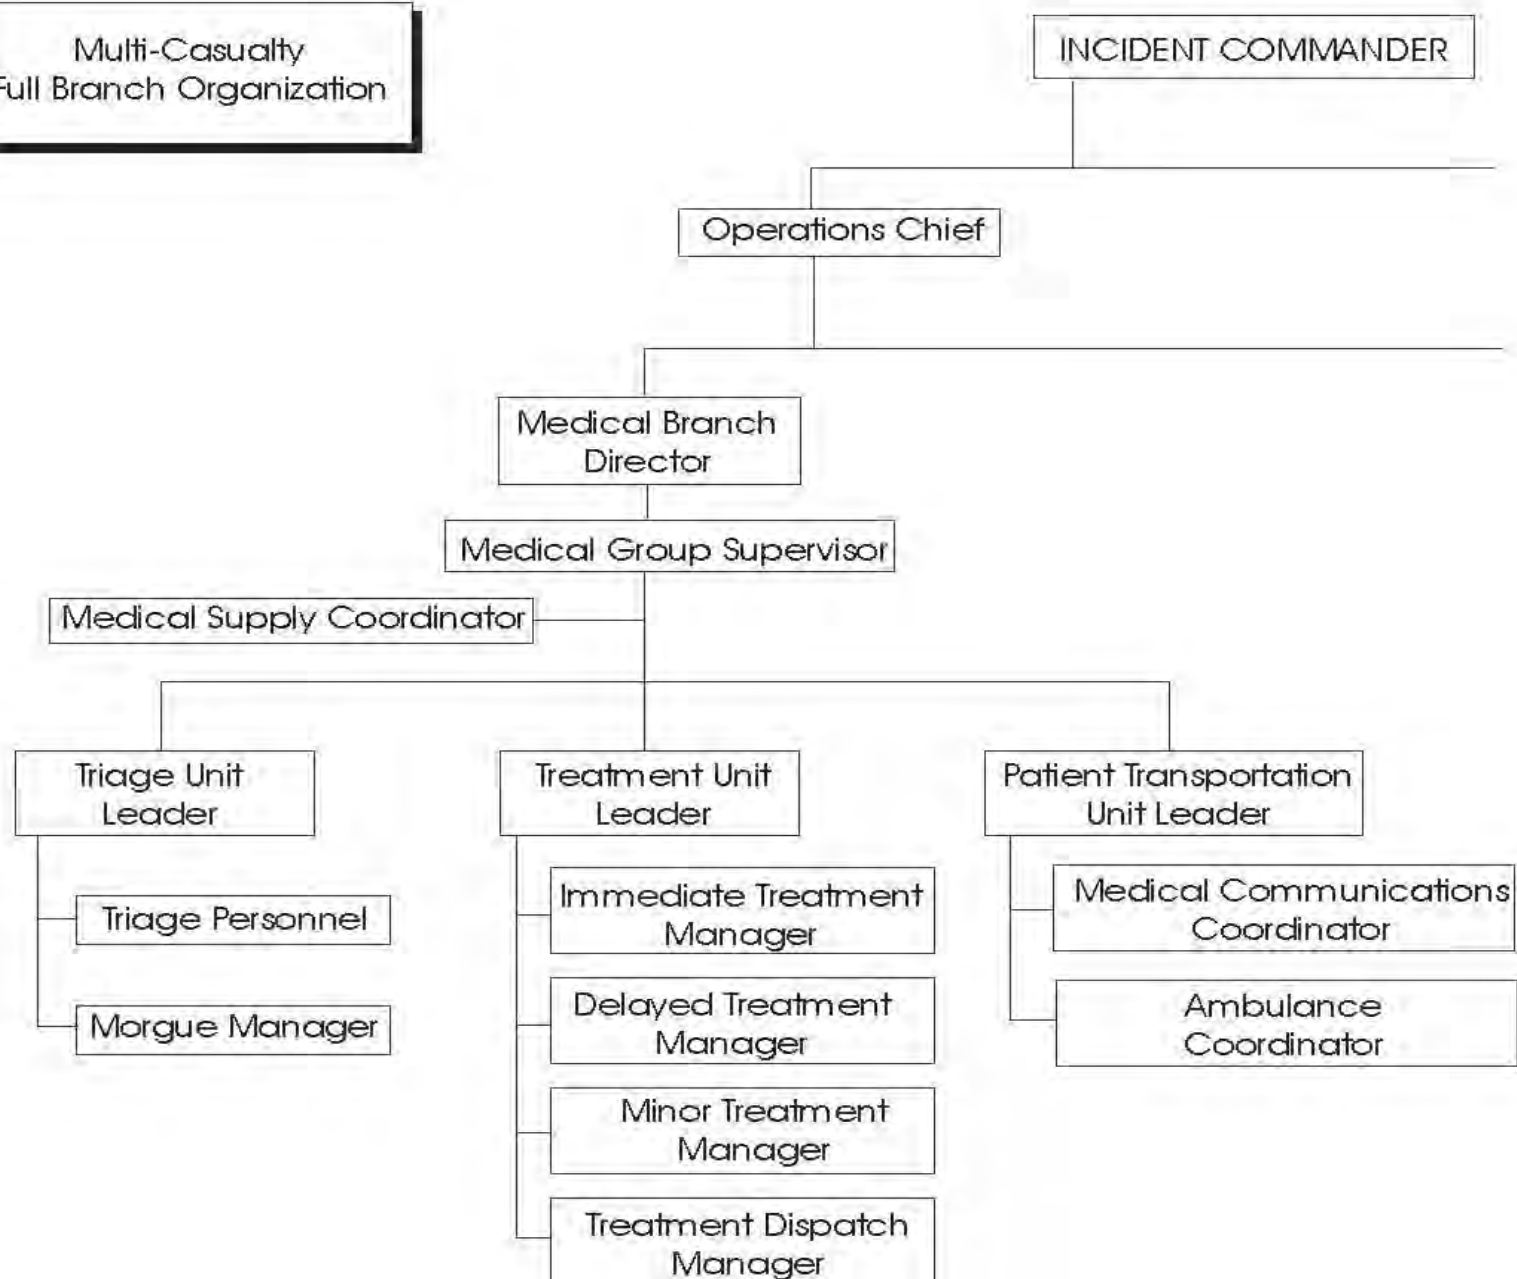 Multi-Casualty
Full Branch Organization
INCIDENT COMMANDER
Operations Chief
Medical Branch
Director
Medical Group Supervisor
Medical Supply Coordinator
Triage Unit
Leader
Treatment Unit
Leader
Patient Transportation
Unit Leader
Triage Personnel
Morgue Manager
Immediate Treatment
Manager
Delayed Treatment
Manager
Minor Treatment
Manager
Treatment Dispatch
Manager
Medical Communications
Coordinator
Ambulance
Coordinator